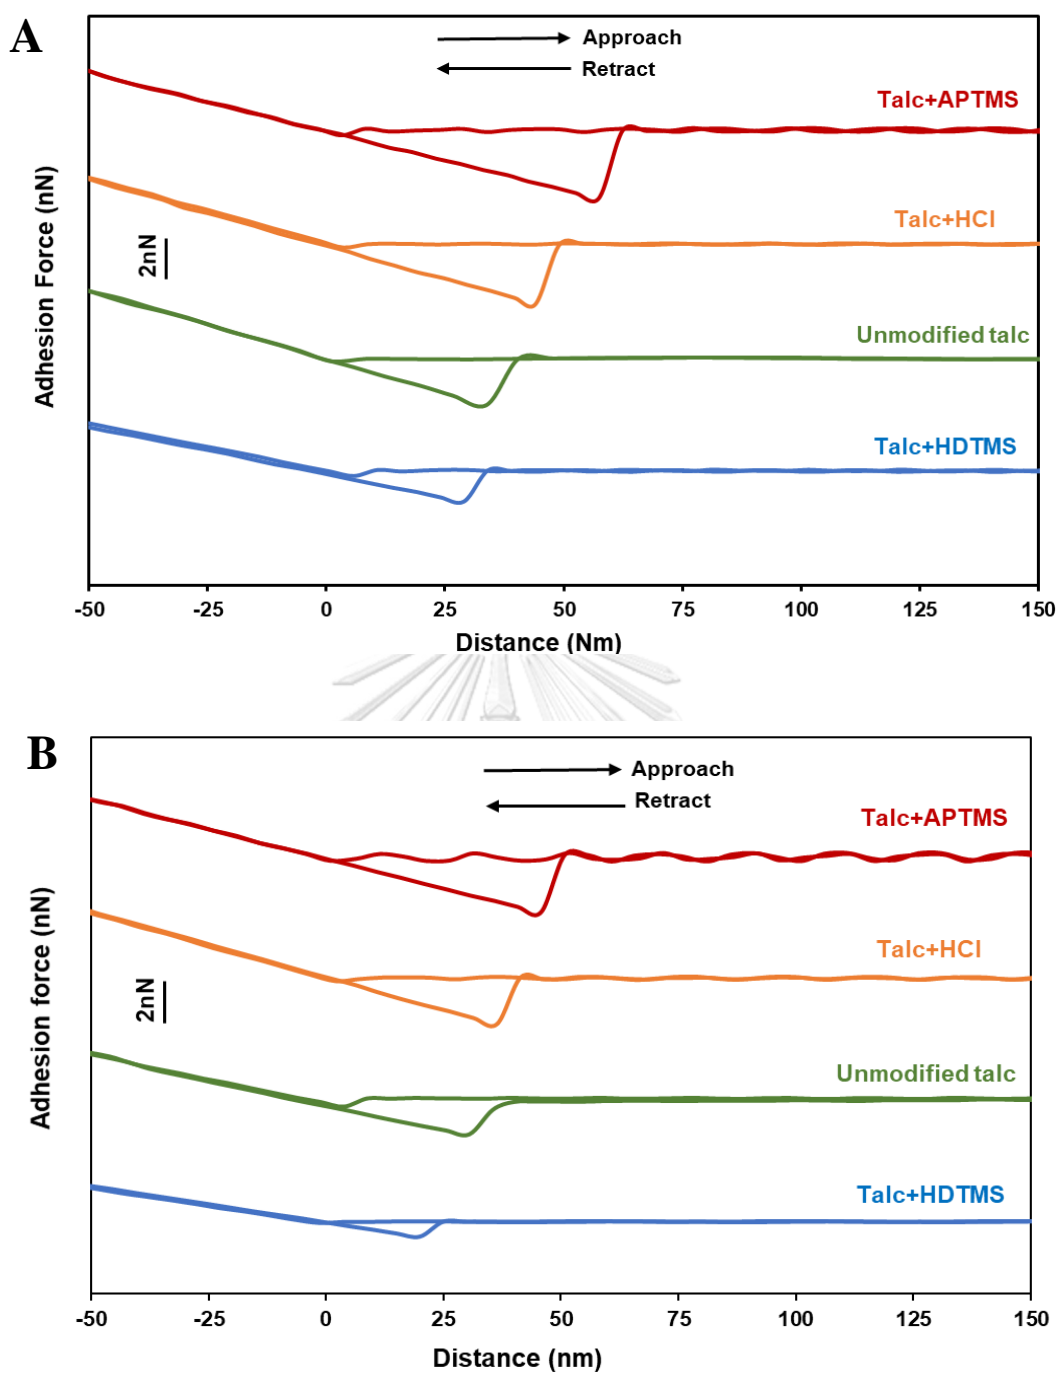 A
Approach
Retract
Talc+APTMS
Talc+HCl
Unmodified talc
Talc+HDTMS
2nN
Adhesion Force (nN)
-50 -25 0 25 50 75 100 125 150
Distance (Nm)
B
Approach
Retract
Talc+APTMS
Talc+HCl
Unmodified talc
Talc+HDTMS
2nN
Adhesion force (nN)
-50 -25 0 25 50 75 100 125 150
Distance (nm)